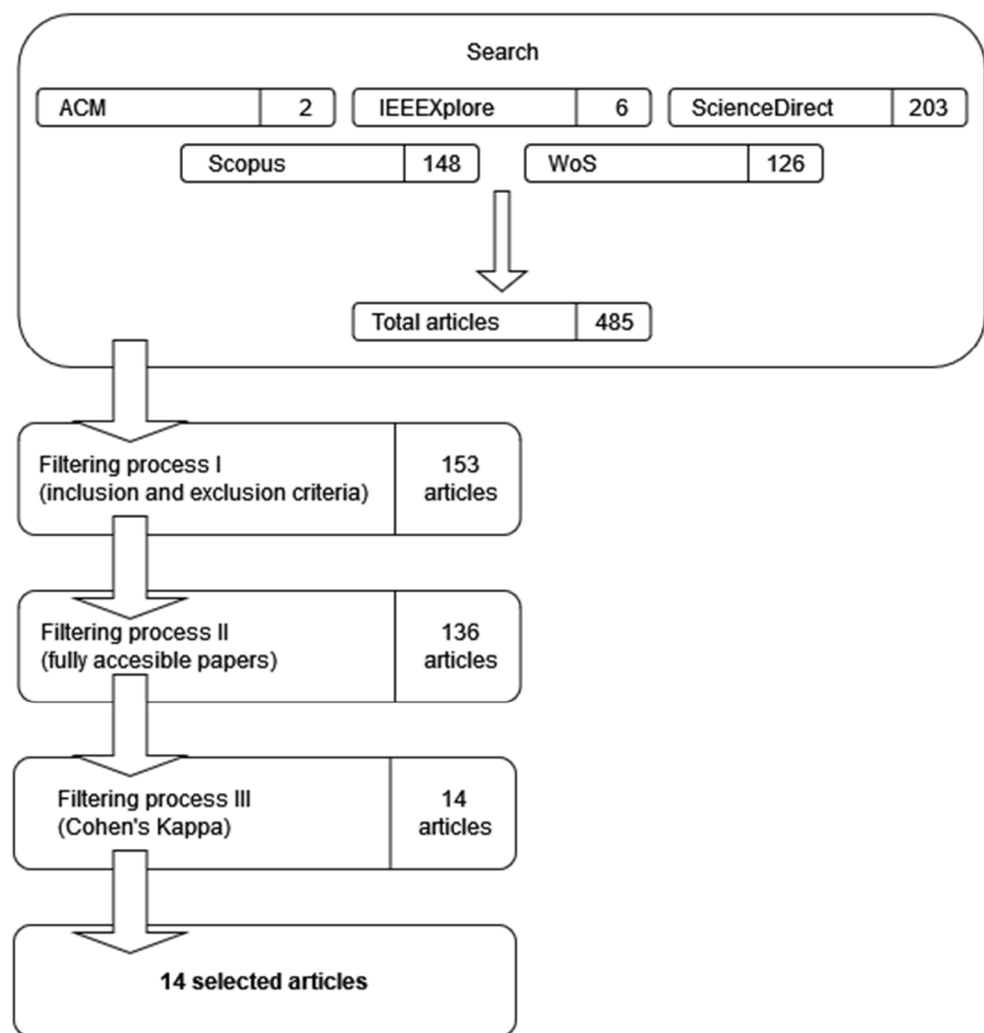 Search
ACM 2 IEEEXplore 6 ScienceDirect 203
Scopus 148 WoS 126
Total articles 485
Filtering process I
(inclusion and exclusion criteria)
153
articles
Filtering process II
(fully accesible papers)
136
articles
Filtering process III
(Cohen's Kappa)
14
articles
14 selected articles